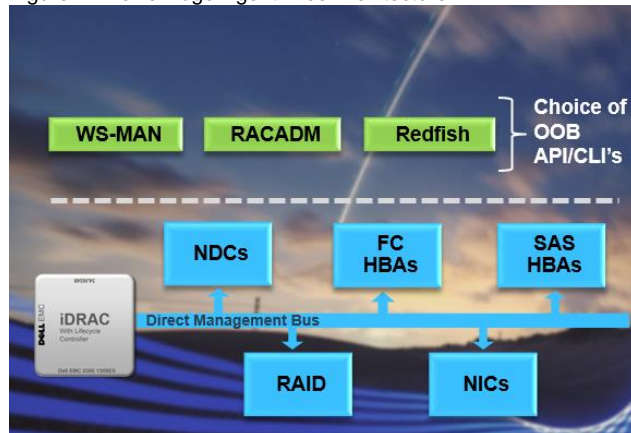 WS-MAN
RACADM
Redfish
Choice of
OOB
API/CLI's
NDCs
FC
HBAs
SAS
HBAs
DELL EMC
iDRAC
With Lifecycle
Controller
Direct Management Bus
RAID
NICs